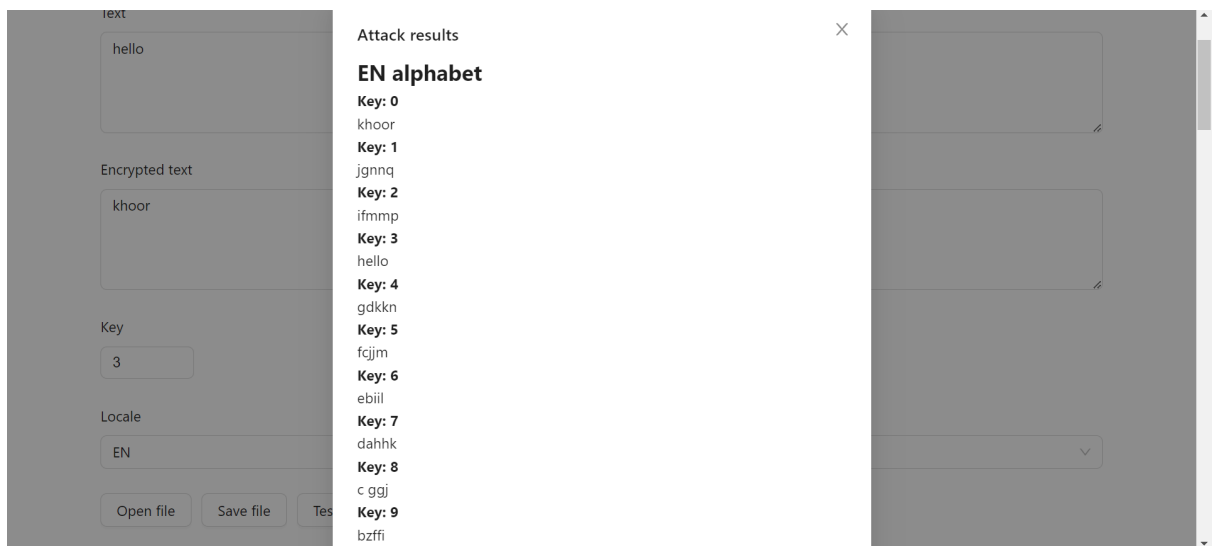 Text
hello
Encrypted text
khoor
Key
3
Locale
EN
Open file
Save file
Attack results
EN alphabet
Key: 0
khoor
Key: 1
jgnnq
Key: 2
ifmmp
Key: 3
hello
Key: 4
gdkkn
Key: 5
fcjjm
Key: 6
ebiil
Key: 7
dahhk
Key: 8
c ggj
Key: 9
bzffi